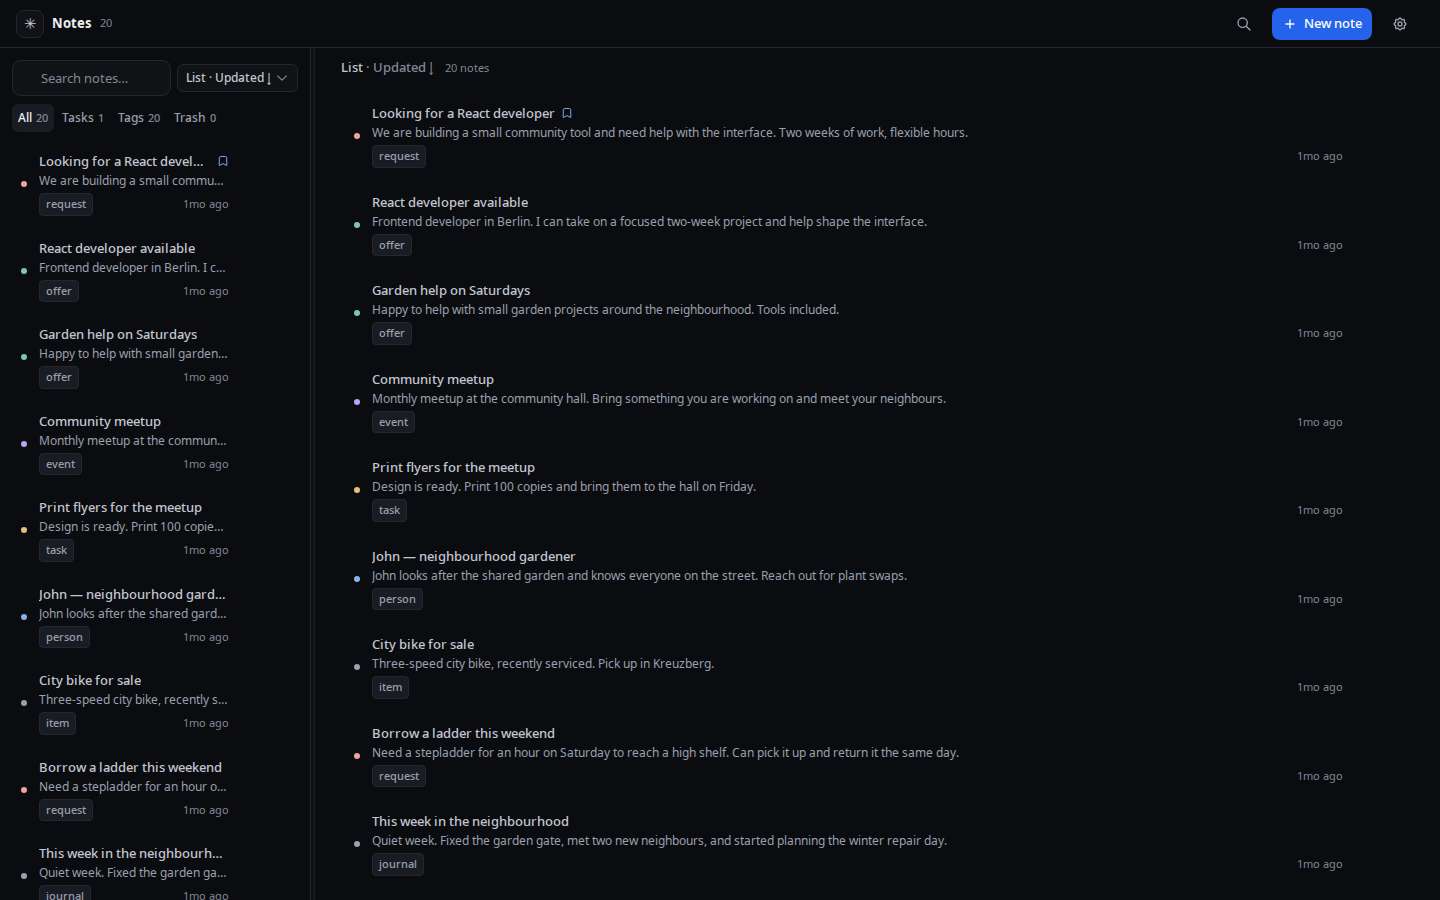 Notes 20
New note
Search notes...
List · Updated ↓
All 20 Tasks 1 Tags 20 Trash 0
Looking for a React devel...
We are building a small commu...
request 1mo ago
React developer available
Frontend developer in Berlin. I c...
offer 1mo ago
Garden help on Saturdays
Happy to help with small garden...
offer 1mo ago
Community meetup
Monthly meetup at the commun...
event 1mo ago
Print flyers for the meetup
Design is ready. Print 100 copie...
task 1mo ago
John — neighbourhood gard...
John looks after the shared gard...
person 1mo ago
City bike for sale
Three-speed city bike, recently s...
item 1mo ago
Borrow a ladder this weekend
Need a stepladder for an hour o...
request 1mo ago
This week in the neighbourh...
Quiet week. Fixed the garden ga...
journal 1mo ago
List · Updated ↓ 20 notes
Looking for a React developer
We are building a small community tool and need help with the interface. Two weeks of work, flexible hours.
request 1mo ago
React developer available
Frontend developer in Berlin. I can take on a focused two-week project and help shape the interface.
offer 1mo ago
Garden help on Saturdays
Happy to help with small garden projects around the neighbourhood. Tools included.
offer 1mo ago
Community meetup
Monthly meetup at the community hall. Bring something you are working on and meet your neighbours.
event 1mo ago
Print flyers for the meetup
Design is ready. Print 100 copies and bring them to the hall on Friday.
task 1mo ago
John — neighbourhood gardener
John looks after the shared garden and knows everyone on the street. Reach out for plant swaps.
person 1mo ago
City bike for sale
Three-speed city bike, recently serviced. Pick up in Kreuzberg.
item 1mo ago
Borrow a ladder this weekend
Need a stepladder for an hour on Saturday to reach a high shelf. Can pick it up and return it the same day.
request 1mo ago
This week in the neighbourhood
Quiet week. Fixed the garden gate, met two new neighbours, and started planning the winter repair day.
journal 1mo ago